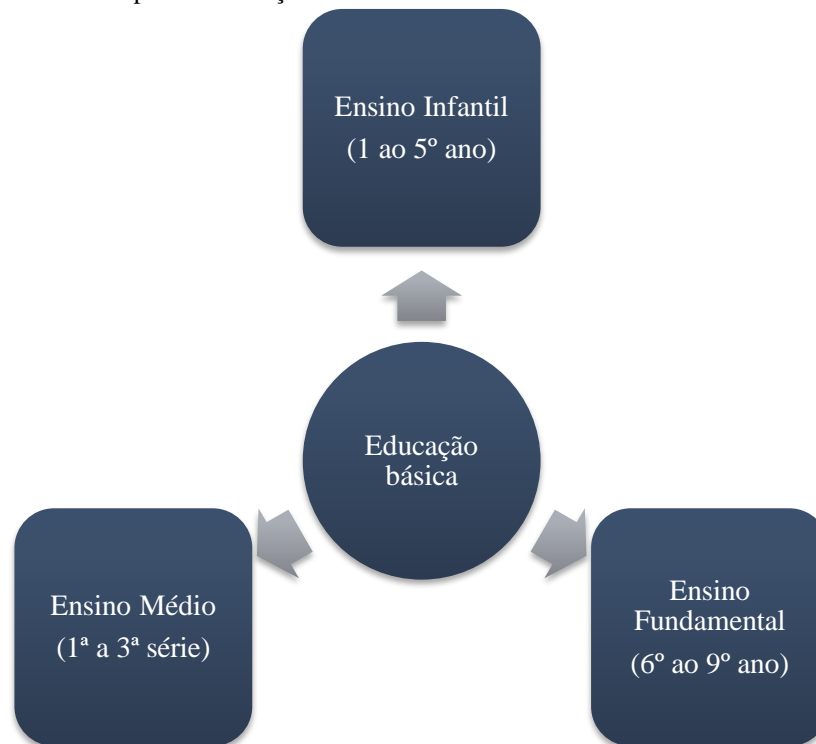 Ensino Infantil
(1 ao 5º ano)
Educação
básica
Ensino Médio
(1ª a 3ª série)
Ensino
Fundamental
(6º ao 9º ano)